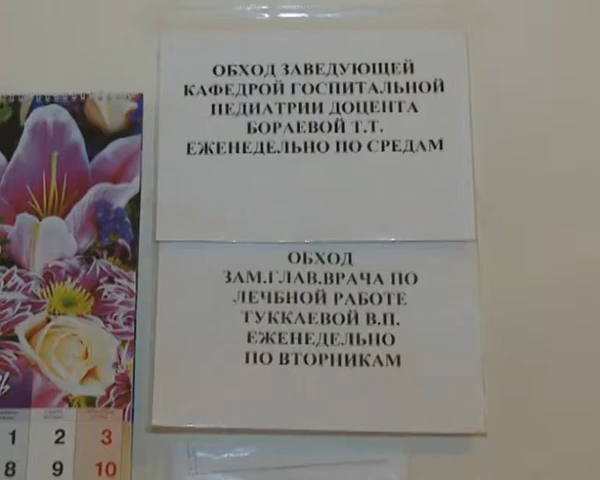 ОБХОД ЗАВЕДУЮЩЕЙ
КАФЕДРОЙ ГОСПИТАЛЬНОЙ
ПЕДИАТРИИ ДОЦЕНТА
БОРАЕВОЙ Т.Т.
ЕЖЕНЕДЕЛЬНО ПО СРЕДАМ
ОБХОД
ЗАМ.ГЛАВ.ВРАЧА ПО
ЛЕЧБНОЙ РАБОТЕ
ТУККАЕВОЙ В.П.
ЕЖЕНЕДЕЛЬНО
ПО ВТОРНИКАМ
1 2 3
8 9 10